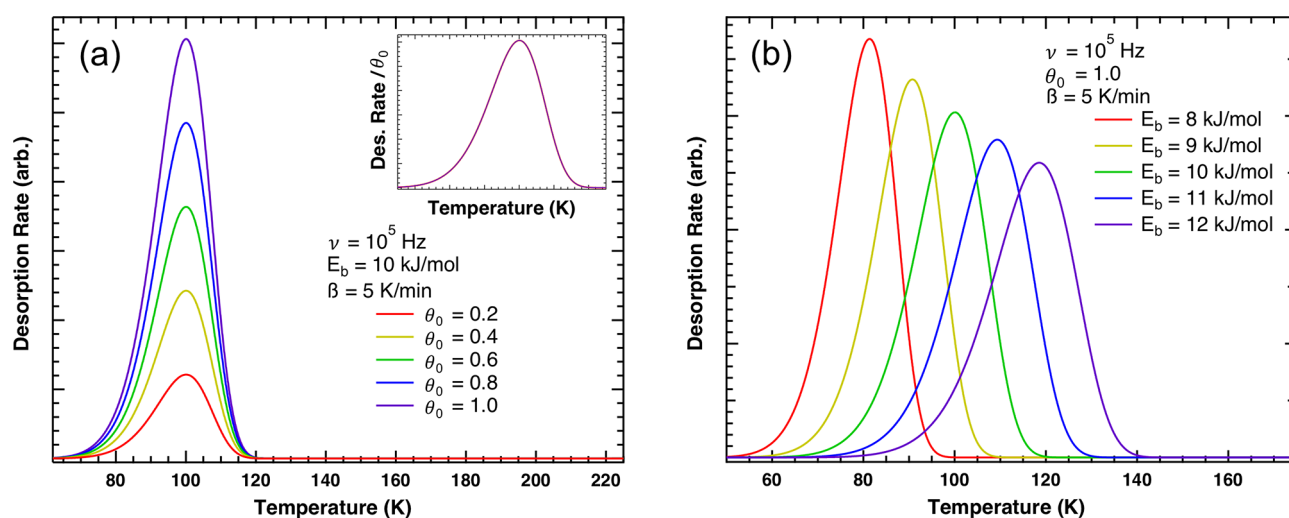 (a)
Desorption Rate (arb.)
Des. Rate / θ₀
Temperature (K)
ν = 10⁵ Hz
E_b = 10 kJ/mol
ß = 5 K/min
θ₀ = 0.2
θ₀ = 0.4
θ₀ = 0.6
θ₀ = 0.8
θ₀ = 1.0
80 100 120 140 160 180 200 220
Temperature (K)
(b)
Desorption Rate (arb.)
ν = 10⁵ Hz
θ₀ = 1.0
ß = 5 K/min
E_b = 8 kJ/mol
E_b = 9 kJ/mol
E_b = 10 kJ/mol
E_b = 11 kJ/mol
E_b = 12 kJ/mol
60 80 100 120 140 160
Temperature (K)